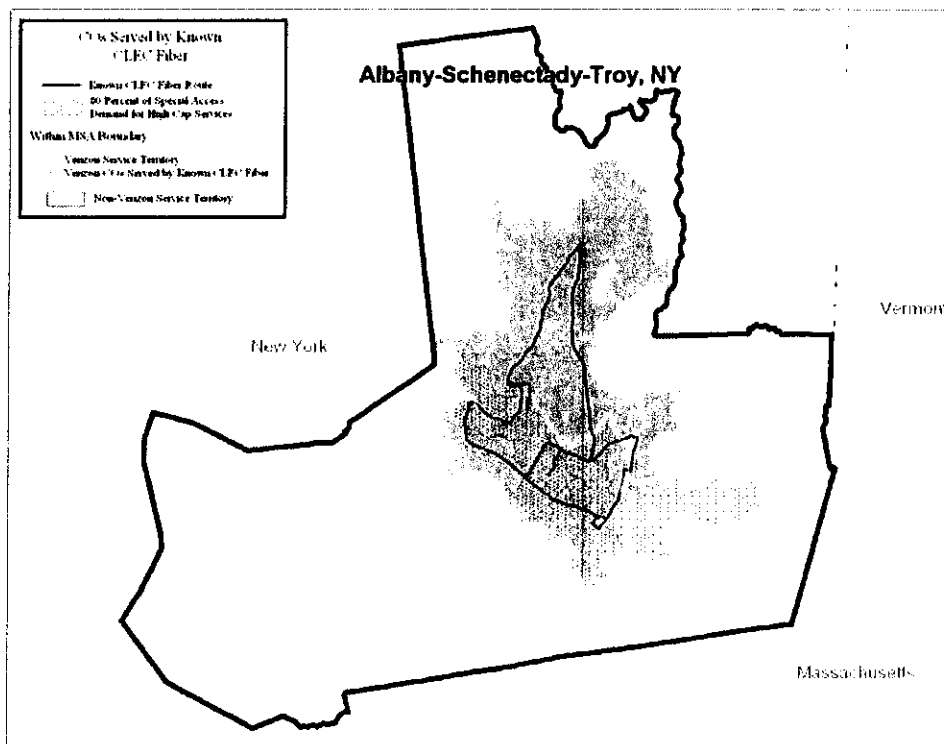 COs Served by Known
CLEC Fiber
Known CLEC Fiber Route
80 Percent of Special Access
Demand for High Cap Services
Within MSA Boundary
Verizon Service Territory
Verizon COs Served by Known CLEC Fiber
Non-Verizon Service Territory
Albany-Schenectady-Troy, NY
Vermont
New York
Massachusetts